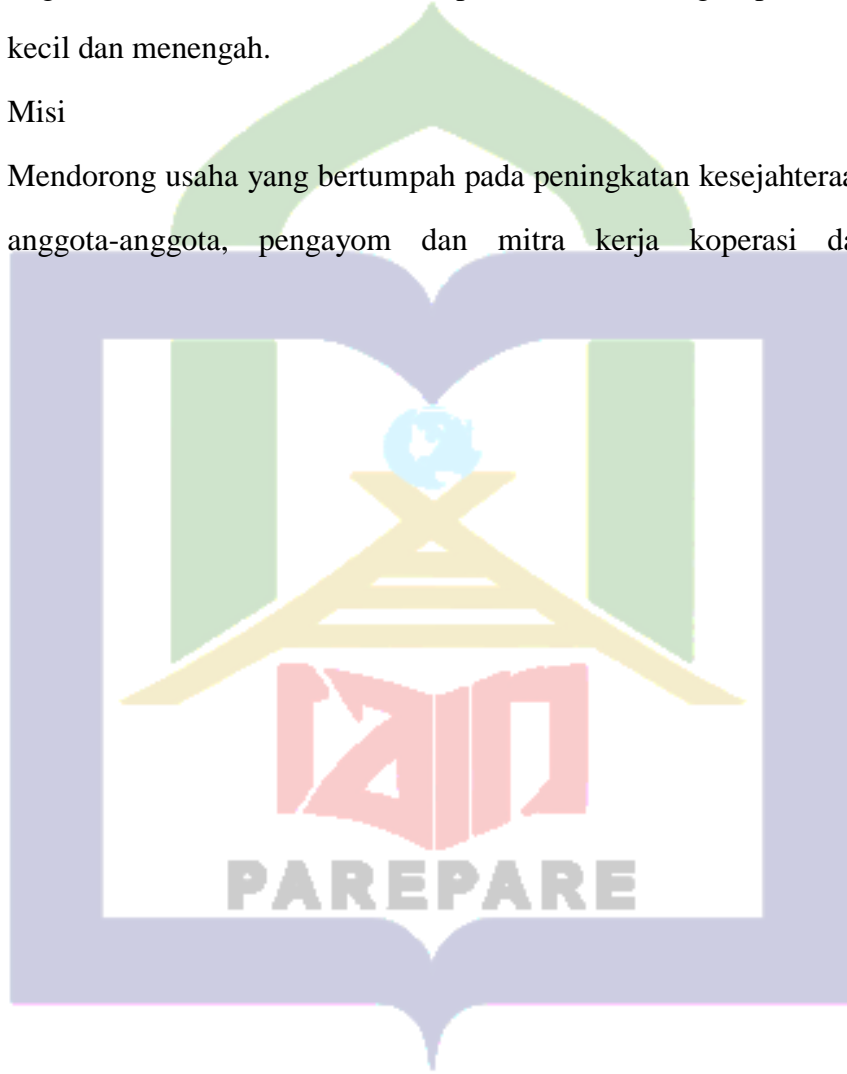 kecil dan menengah.
Misi
Mendorong usaha yang bertumpah pada peningkatan kesejahteraa
anggota-anggota, pengayom dan mitra kerja koperasi da
iain
PAREPARE